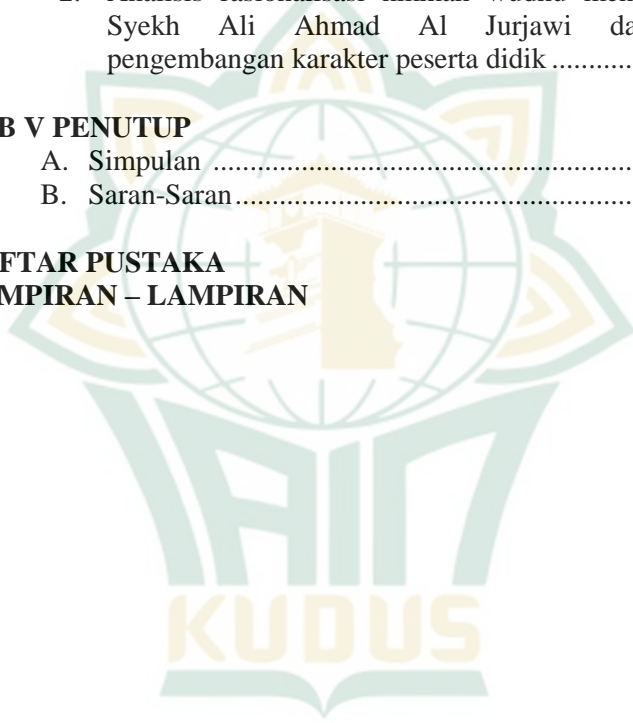 Syekh Ali Ahmad Al Jurjawi da
pengembangan karakter peserta didik ............
B V PENUTUP
A. Simpulan ..........................................................
B. Saran-Saran.......................................................
FTAR PUSTAKA
MPIRAN – LAMPIRAN
IAIN
KUDUS